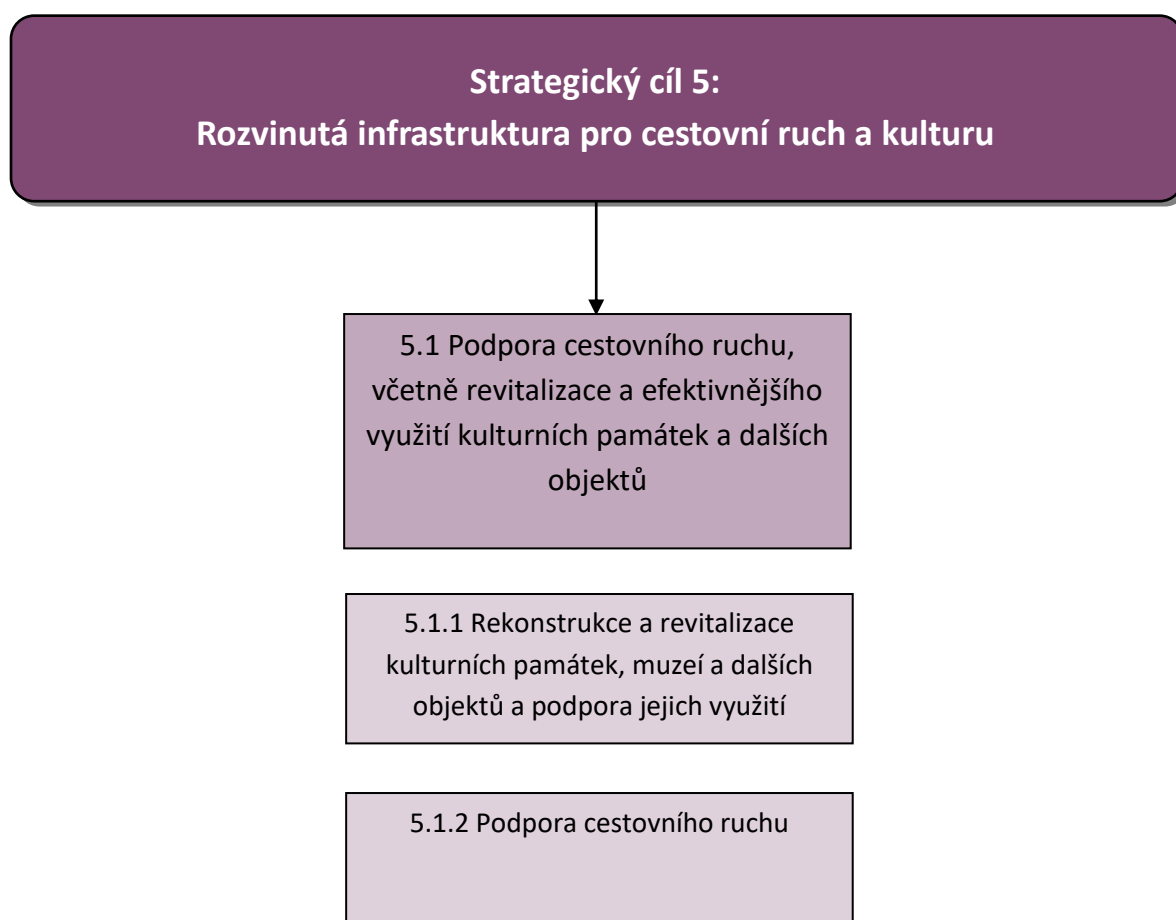 Strategický cíl 5:
Rozvinutá infrastruktura pro cestovní ruch a kulturu
5.1 Podpora cestovního ruchu,
včetně revitalizace a efektivnějšího
využití kulturních památek a dalších
objektů
5.1.1 Rekonstrukce a revitalizace
kulturních památek, muzeí a dalších
objektů a podpora jejich využití
5.1.2 Podpora cestovního ruchu